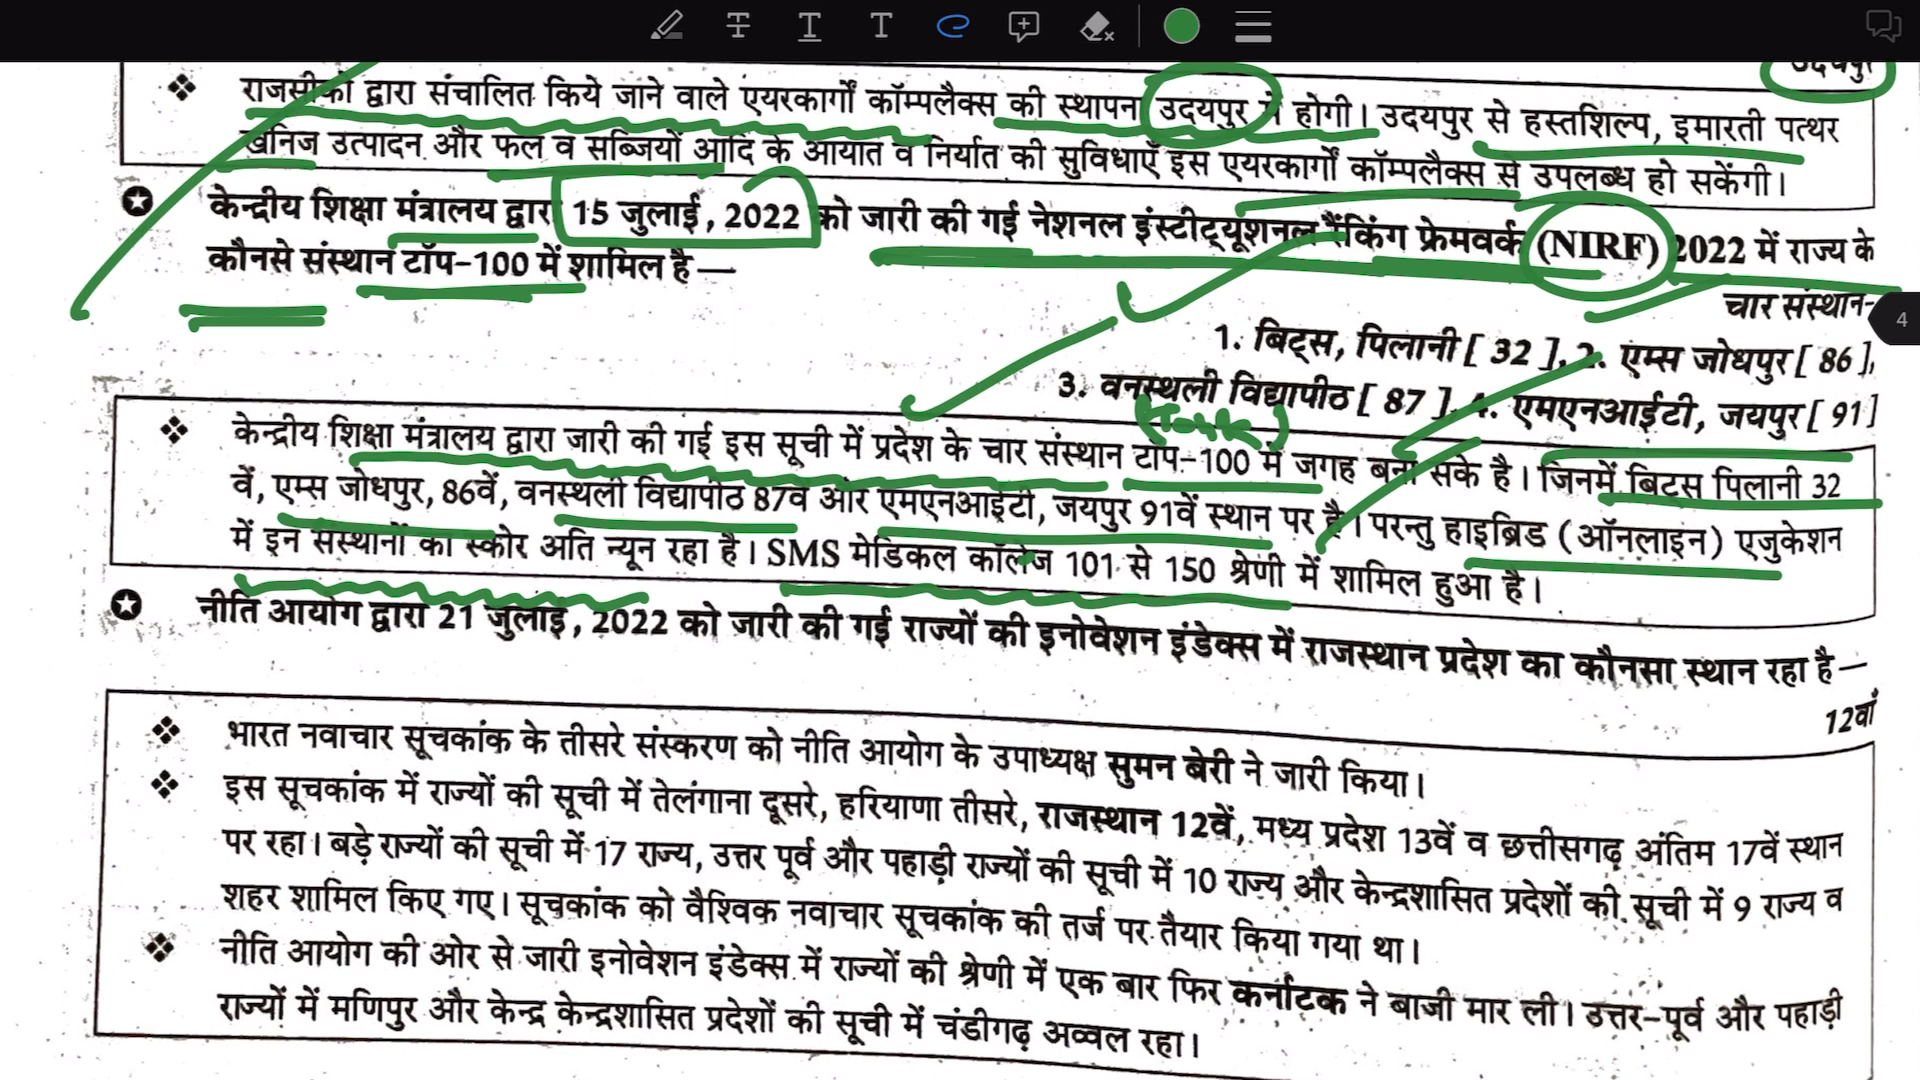 उदयपुर
राजसीको द्वारा संचालित किये जाने वाले एयरकार्गो कॉम्पलैक्स की स्थापना उदयपुर में होगी। उदयपुर से हस्तशिल्प, इमारती पत्थर
खनिज उत्पादन और फल व सब्जियों आदि के आयात व निर्यात की सुविधाएँ इस एयरकार्गो कॉम्पलैक्स से उपलब्ध हो सकेंगी।
केन्द्रीय शिक्षा मंत्रालय द्वारा 15 जुलाई, 2022 को जारी की गई नेशनल इंस्टीट्यूशनल रैंकिंग फ्रेमवर्क (NIRF) 2022 में राज्य के
कौनसे संस्थान टॉप-100 में शामिल है—
चार संस्थान-
4
1. बिट्स, पिलानी [ 32 ], 2. एम्स जोधपुर [ 86 ],
3. वनस्थली विद्यापीठ [ 87 ], 4. एमएनआईटी, जयपुर [ 91 ]
केन्द्रीय शिक्षा मंत्रालय द्वारा जारी की गई इस सूची में प्रदेश के चार संस्थान टॉप-100 में जगह बना सके है। जिनमें बिटस पिलानी 32
वें, एम्स जोधपुर, 86वें, वनस्थली विद्यापीठ 87वें और एमएनआईटी, जयपुर 91वें स्थान पर है। परन्तु हाइब्रिड (ऑनलाइन) एजुकेशन
में इन संस्थानों का स्कोर अति न्यून रहा है। SMS मेडिकल कॉलेज 101 से 150 श्रेणी में शामिल हुआ है।
नीति आयोग द्वारा 21 जुलाई, 2022 को जारी की गई राज्यों की इनोवेशन इंडेक्स में राजस्थान प्रदेश का कौनसा स्थान रहा है—
12वां
भारत नवाचार सूचकांक के तीसरे संस्करण को नीति आयोग के उपाध्यक्ष सुमन बेरी ने जारी किया।
इस सूचकांक में राज्यों की सूची में तेलंगाना दूसरे, हरियाणा तीसरे, राजस्थान 12वें, मध्य प्रदेश 13वें व छत्तीसगढ़ अंतिम 17वें स्थान
पर रहा। बड़े राज्यों की सूची में 17 राज्य, उत्तर पूर्व और पहाड़ी राज्यों की सूची में 10 राज्य और केन्द्रशासित प्रदेशों की सूची में 9 राज्य व
शहर शामिल किए गए। सूचकांक को वैश्विक नवाचार सूचकांक की तर्ज पर तैयार किया गया था।
नीति आयोग की ओर से जारी इनोवेशन इंडेक्स में राज्यों की श्रेणी में एक बार फिर कर्नाटक ने बाजी मार ली। उत्तर-पूर्व और पहाड़ी
राज्यों में मणिपुर और केन्द्र केन्द्रशासित प्रदेशों की सूची में चंडीगढ़ अव्वल रहा।